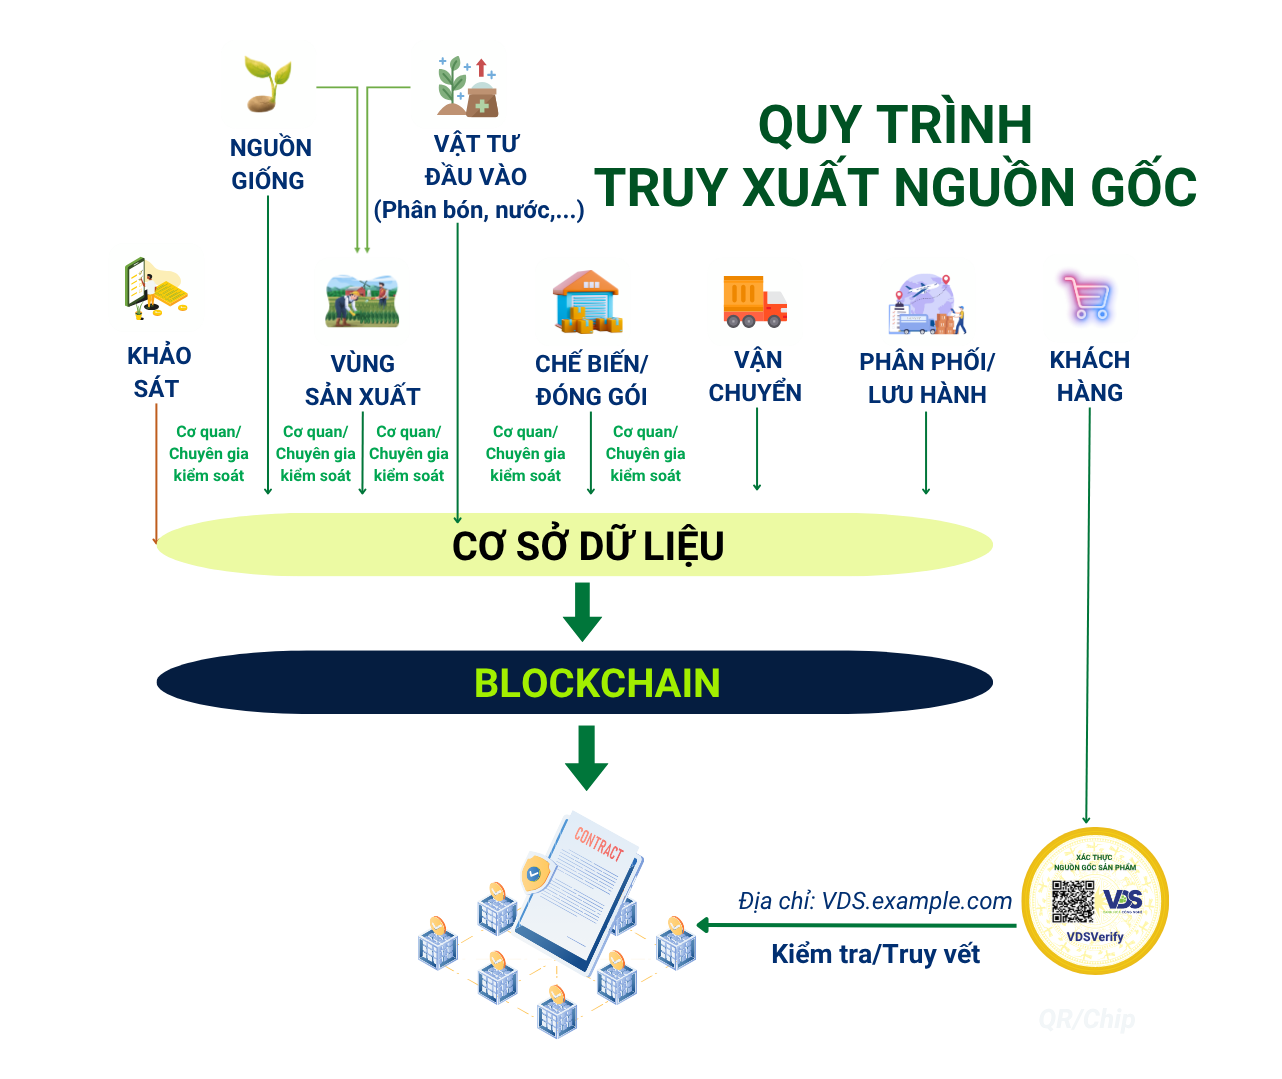 QUY TRÌNH
TRUY XUẤT NGUỒN GỐC
NGUỒN
GIỐNG
VẬT TƯ
ĐẦU VÀO
(Phân bón, nước,...)
KHẢO
SÁT
VÙNG
SẢN XUẤT
CHẾ BIẾN/
ĐÓNG GÓI
VẬN
CHUYỂN
PHÂN PHỐI/
LƯU HÀNH
KHÁCH
HÀNG
Cơ quan/
Chuyên gia
kiểm soát
Cơ quan/
Chuyên gia
kiểm soát
Cơ quan/
Chuyên gia
kiểm soát
Cơ quan/
Chuyên gia
kiểm soát
Cơ quan/
Chuyên gia
kiểm soát
CƠ SỞ DỮ LIỆU
BLOCKCHAIN
CONTRACT
Địa chỉ: VDS.example.com
Kiểm tra/Truy vết
XÁC THỰC
NGUỒN GỐC SẢN PHẨM
VDS
VDSVerify
QR/Chip